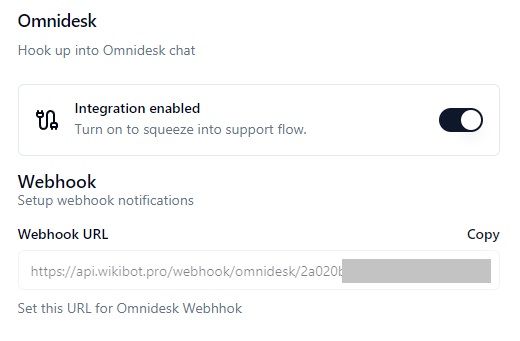 Omnidesk
Hook up into Omnidesk chat
Integration enabled
Turn on to squeeze into support flow.
Webhook
Setup webhook notifications
Webhook URL
Copy
https://api.wikibot.pro/webhook/omnidesk/2a020b
Set this URL for Omnidesk Webhhok